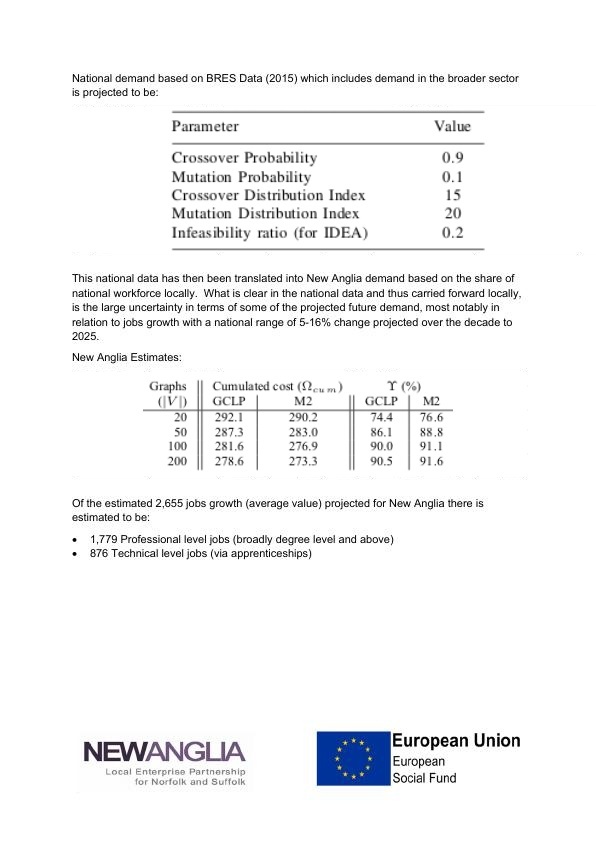 National demand based on BRES Data (2015) which includes demand in the broader sector
is projected to be:
Parameter Value
Crossover Probability 0.9
Mutation Probability 0.1
Crossover Distribution Index 15
Mutation Distribution Index 20
Infeasibility ratio (for IDEA) 0.2
This national data has then been translated into New Anglia demand based on the share of
national workforce locally.  What is clear in the national data and thus carried forward locally,
is the large uncertainty in terms of some of the projected future demand, most notably in
relation to jobs growth with a national range of 5-16% change projected over the decade to
2025.
New Anglia Estimates:
Graphs Cumulated cost (Ω_cum) ϒ (%)
(|V|) GCLP M2 GCLP M2
20 292.1 290.2 74.4 76.6
50 287.3 283.0 86.1 88.8
100 281.6 276.9 90.0 91.1
200 278.6 273.3 90.5 91.6
Of the estimated 2,655 jobs growth (average value) projected for New Anglia there is
estimated to be:
• 1,779 Professional level jobs (broadly degree level and above)
• 876 Technical level jobs (via apprenticeships)
NEWANGLIA
Local Enterprise Partnership
for Norfolk and Suffolk
European Union
European
Social Fund